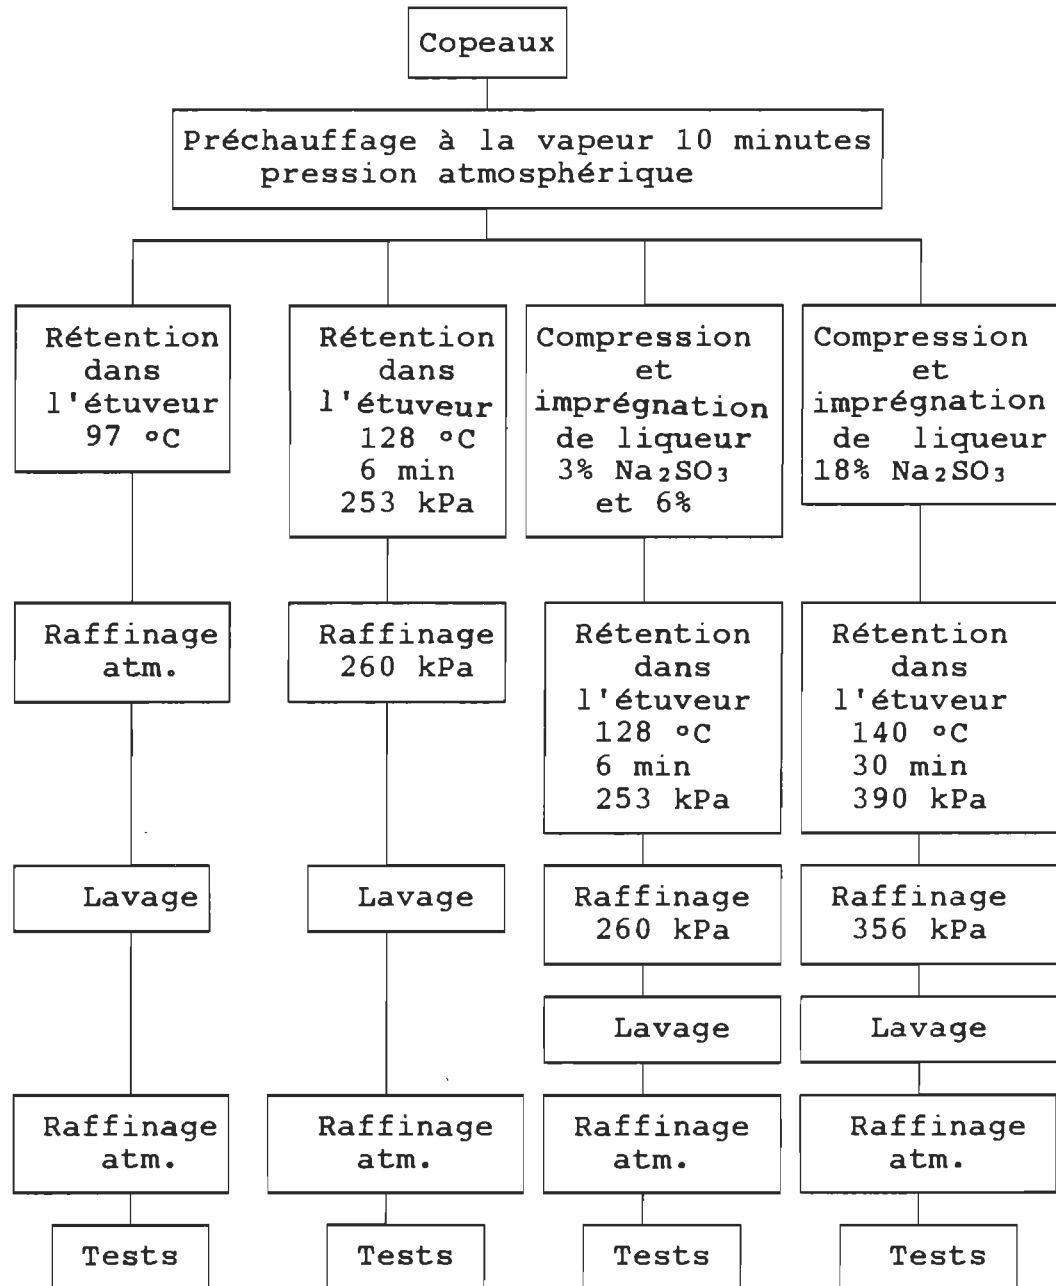 Copeaux
Préchauffage à la vapeur 10 minutes
pression atmosphérique
Rétention
dans
l'étuveur
97 °C
Rétention
dans
l'étuveur
128 °C
6 min
253 kPa
Compression
et
imprégnation
de liqueur
3% Na₂SO₃
et 6%
Compression
et
imprégnation
de liqueur
18% Na₂SO₃
Raffinage
atm.
Raffinage
260 kPa
Rétention
dans
l'étuveur
128 °C
6 min
253 kPa
Rétention
dans
l'étuveur
140 °C
30 min
390 kPa
Lavage
Lavage
Raffinage
260 kPa
Raffinage
356 kPa
Lavage
Lavage
Raffinage
atm.
Raffinage
atm.
Raffinage
atm.
Raffinage
atm.
Tests
Tests
Tests
Tests